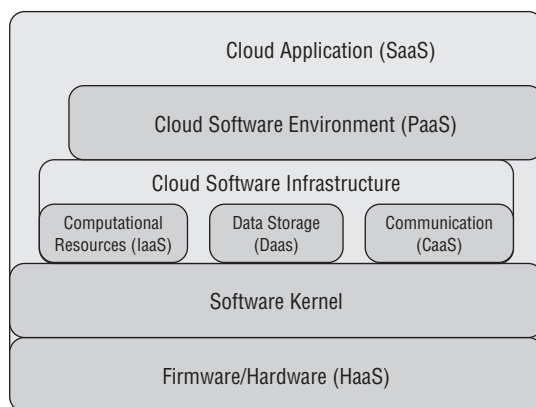 Cloud Application (SaaS)
Cloud Software Environment (PaaS)
Cloud Software Infrastructure
Computational
Resources (IaaS)
Data Storage
(Daas)
Communication
(CaaS)
Software Kernel
Firmware/Hardware (HaaS)